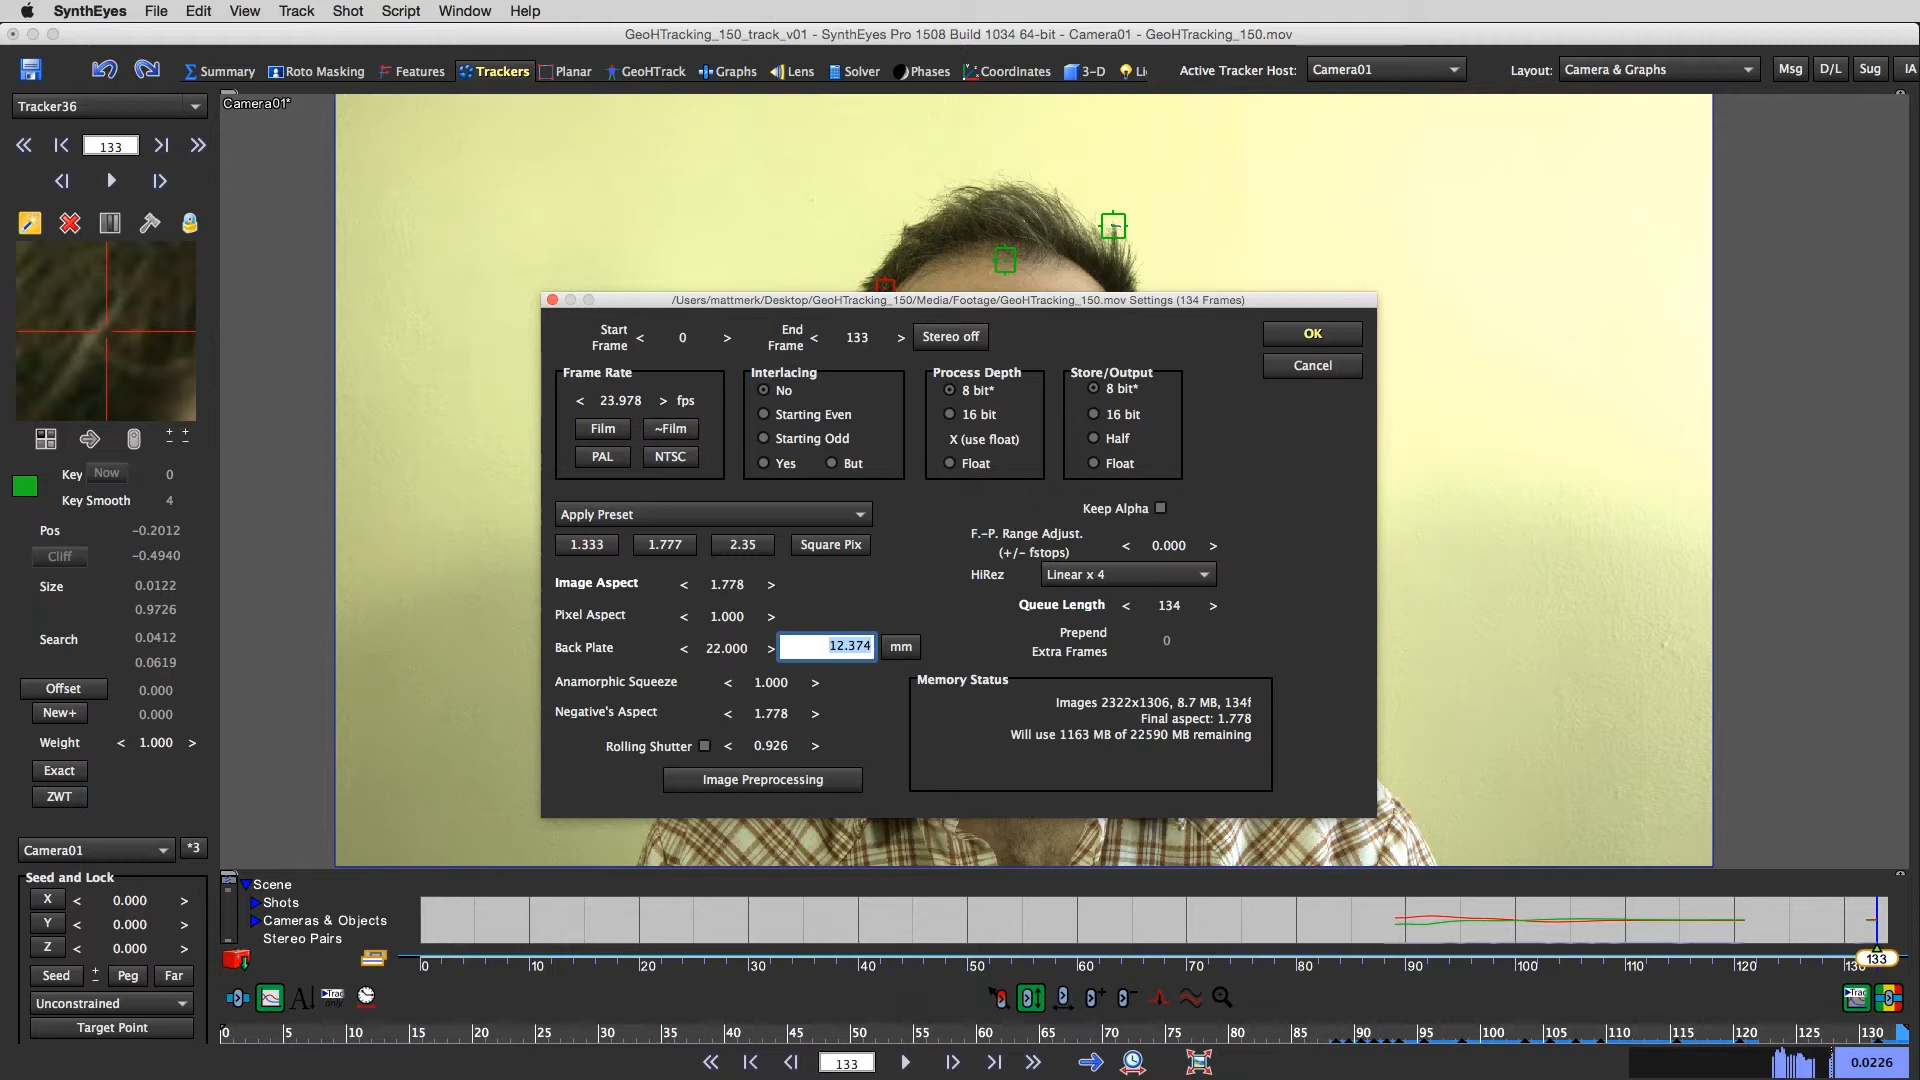 SynthEyes File Edit View Track Shot Script Window Help
GeoHTracking_150_track_v01 - SynthEyes Pro 1508 Build 1034 64-bit - Camera01 - GeoHTracking_150.mov
Summary Roto Masking Features Trackers Planar GeoHTrack Graphs Lens Solver Phases Coordinates 3-D Li Active Tracker Host: Camera01 Layout: Camera & Graphs Msg D/L Sug IA
Tracker36
Camera01*
133
/Users/mattmerk/Desktop/GeoHTracking_150/Media/Footage/GeoHTracking_150.mov Settings (134 Frames)
Start Frame < 0 > End Frame < 133 > Stereo off OK
Cancel
Frame Rate
< 23.978 > fps
Film ~Film
PAL NTSC
Interlacing
No
Starting Even
Starting Odd
Yes But
Process Depth
8 bit*
16 bit
X (use float)
Float
Store/Output
8 bit*
16 bit
Half
Float
Apply Preset
1.333 1.777 2.35 Square Pix
Image Aspect < 1.778 >
Pixel Aspect < 1.000 >
Back Plate < 22.000 > 12.374 mm
Anamorphic Squeeze < 1.000 >
Negative's Aspect < 1.778 >
Rolling Shutter < 0.926 >
Image Preprocessing
Keep Alpha
F.-P. Range Adjust.
(+/- fstops) < 0.000 >
HiRez Linear x 4
Queue Length < 134 >
Prepend
Extra Frames 0
Memory Status
Images 2322x1306, 8.7 MB, 134f
Final aspect: 1.778
Will use 1163 MB of 22590 MB remaining
Key Now 0
Key Smooth 4
Pos -0.2012
Cliff -0.4940
Size 0.0122
0.9726
Search 0.0412
0.0619
Offset 0.000
New+ 0.000
Weight < 1.000 >
Exact
ZWT
Camera01 *3
Seed and Lock
X < 0.000 >
Y < 0.000 >
Z < 0.000 >
Seed Peg Far
Unconstrained
Target Point
Scene
Shots
Cameras & Objects
Stereo Pairs
0 10 20 30 40 50 60 70 80 90 100 110 120 130 133
0 5 10 15 20 25 30 35 40 45 50 55 60 65 70 75 80 85 90 95 100 105 110 115 120 125 130
133
0.0226